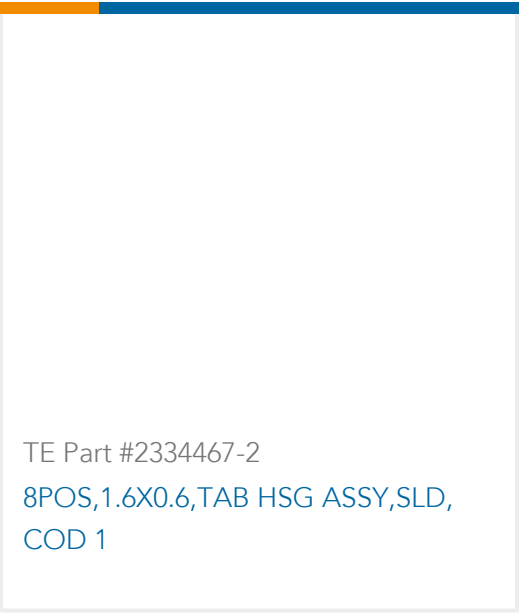 TE Part #2334467-2
8POS,1.6X0.6,TAB HSG ASSY,SLD,
COD 1